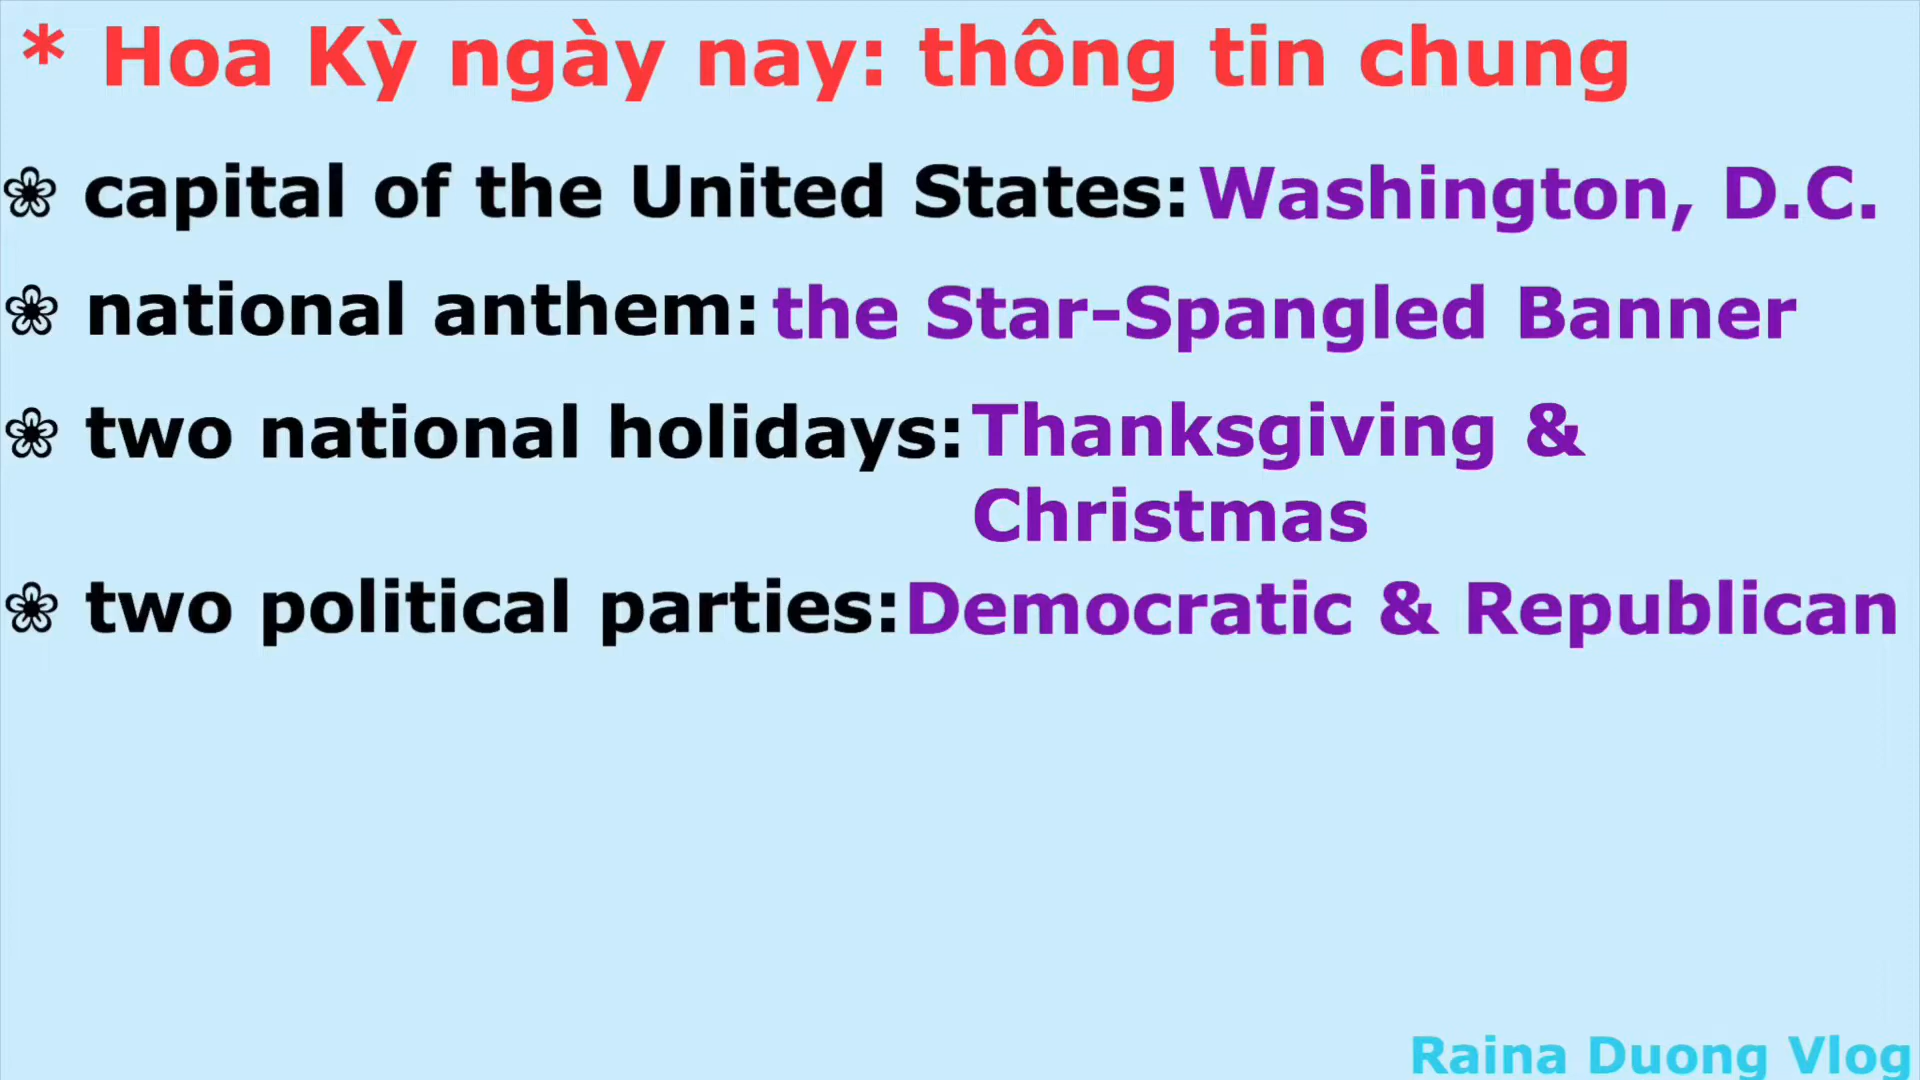 * Hoa Kỳ ngày nay: thông tin chung
❀ capital of the United States: Washington, D.C.
❀ national anthem: the Star-Spangled Banner
❀ two national holidays: Thanksgiving &
Christmas
❀ two political parties: Democratic & Republican
Raina Duong Vlog